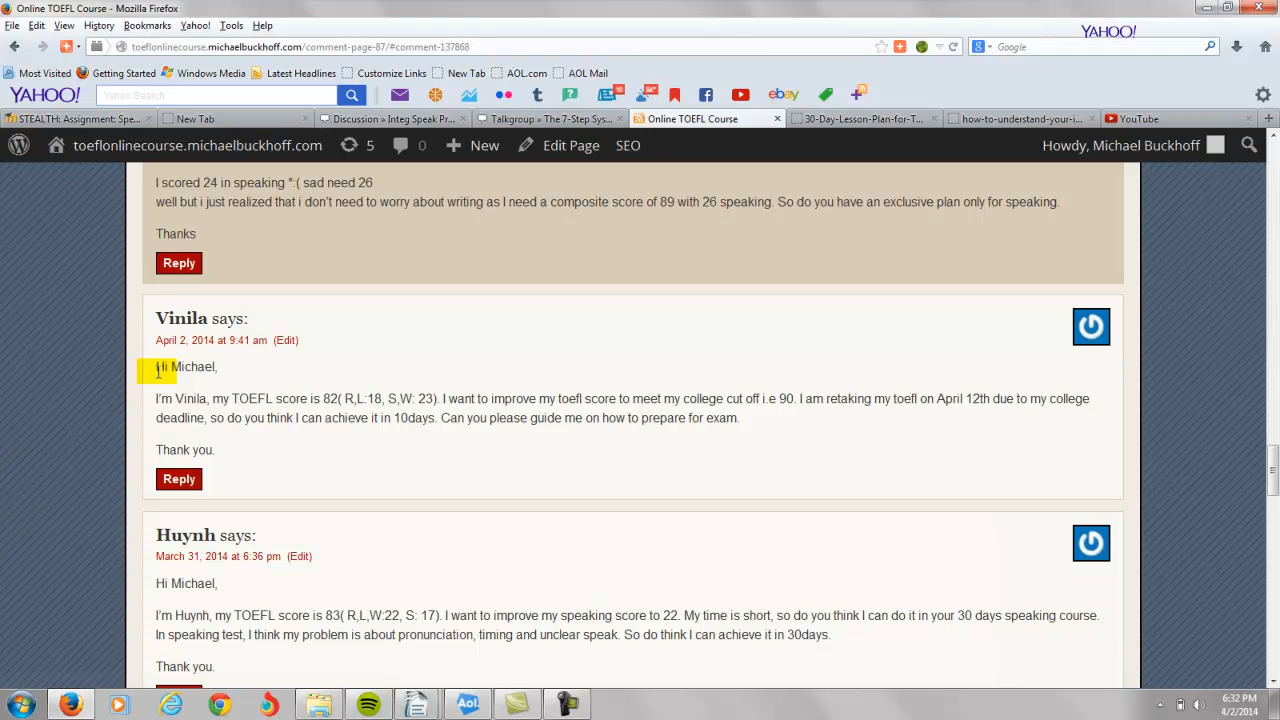 Online TOEFL Course - Mozilla Firefox
File Edit View History Bookmarks Yahoo! Tools Help
YAHOO!
toeflonlinecourse.michaelbuckhoff.com/comment-page-87/#comment-137868
Google
Most Visited Getting Started Windows Media Latest Headlines Customize Links New Tab AOL.com AOL Mail
YAHOO! Yahoo Search ebay
STEALTH: Assignment: Spe... New Tab Discussion » Integ Speak Pr... Talkgroup » The 7-Step Sys... Online TOEFL Course 30-Day-Lesson-Plan-for-T... how-to-understand-your-i... YouTube
toeflonlinecourse.michaelbuckhoff.com 5 0 New Edit Page SEO Howdy, Michael Buckhoff
I scored 24 in speaking *:( sad need 26
well but i just realized that i don't need to worry about writing as I need a composite score of 89 with 26 speaking. So do you have an exclusive plan only for speaking.
Thanks
Reply
Vinila says:
April 2, 2014 at 9:41 am (Edit)
Hi Michael,
I'm Vinila, my TOEFL score is 82( R,L:18, S,W: 23). I want to improve my toefl score to meet my college cut off i.e 90. I am retaking my toefl on April 12th due to my college
deadline, so do you think I can achieve it in 10days. Can you please guide me on how to prepare for exam.
Thank you.
Reply
Huynh says:
March 31, 2014 at 6:36 pm (Edit)
Hi Michael,
I'm Huynh, my TOEFL score is 83( R,L,W:22, S: 17). I want to improve my speaking score to 22. My time is short, so do you think I can do it in your 30 days speaking course.
In speaking test, I think my problem is about pronunciation, timing and unclear speak. So do think I can achieve it in 30days.
Thank you.
Aol.
6:32 PM
4/2/2014